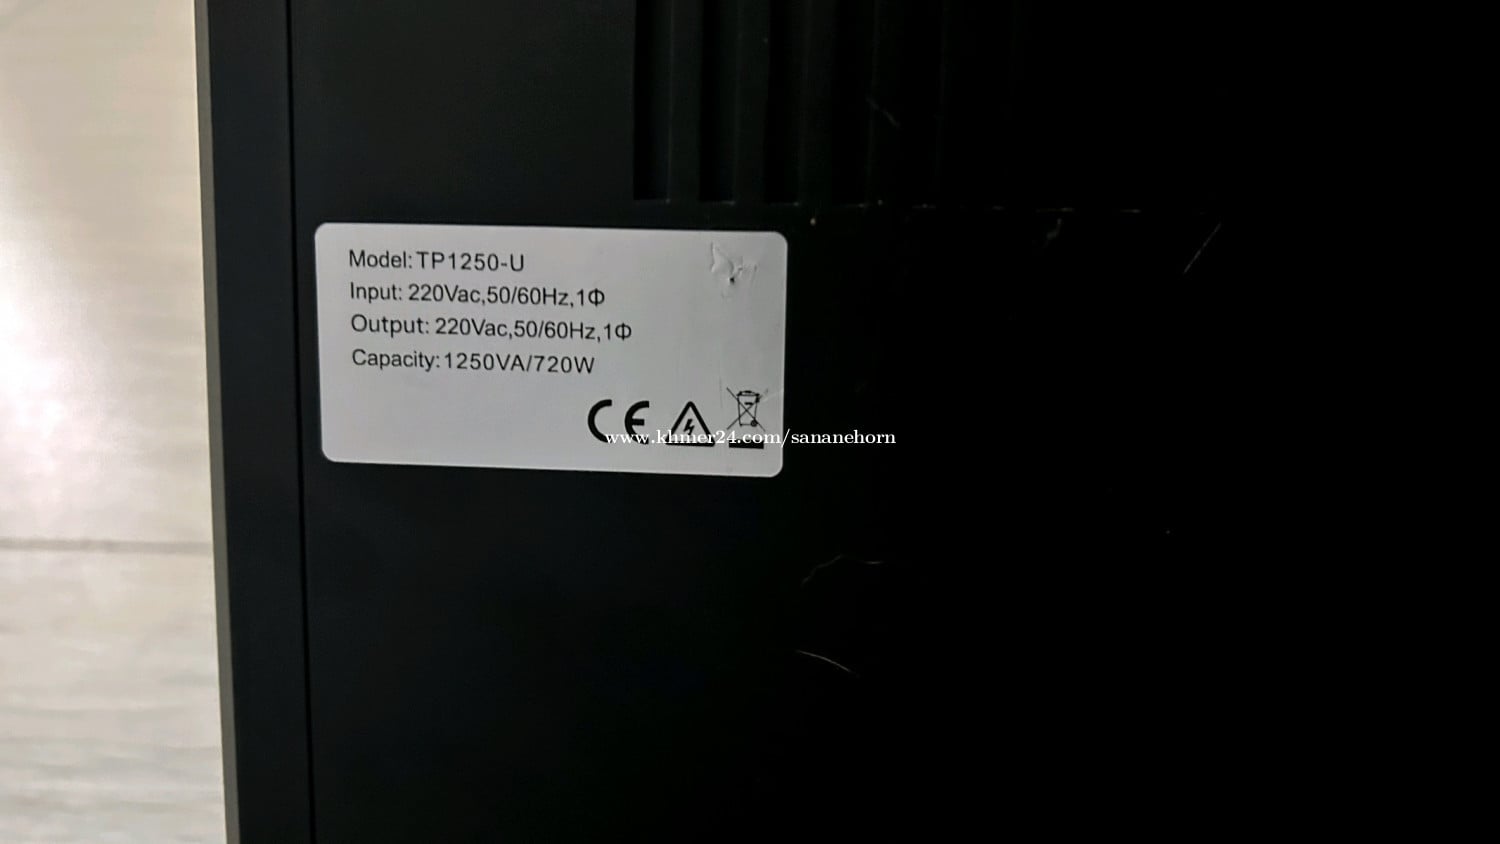 Model: TP1250-U
Input: 220Vac,50/60Hz,1Φ
Output: 220Vac,50/60Hz,1Φ
Capacity: 1250VA/720W
CE
www.khmer24.com/sananehorn